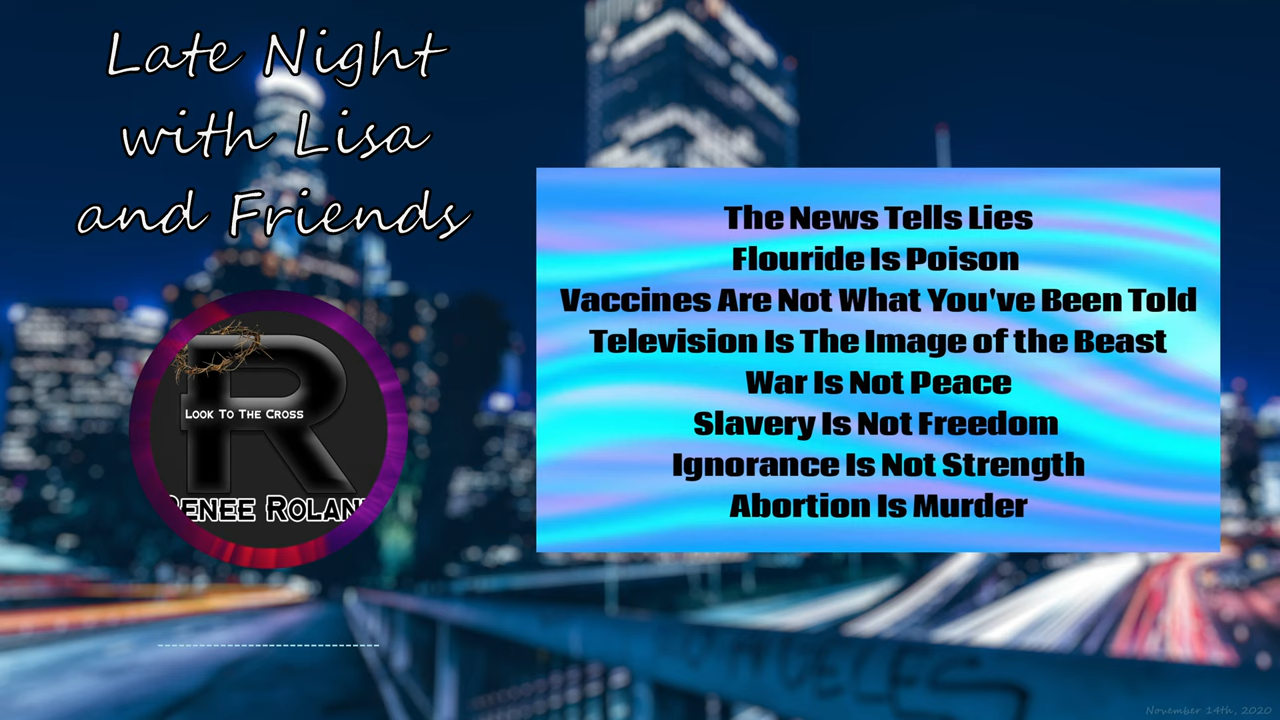 Late Night
with Lisa
and Friends
Look To The Cross
Renee Rolan
The News Tells Lies
Flouride Is Poison
Vaccines Are Not What You've Been Told
Television Is The Image of the Beast
War Is Not Peace
Slavery Is Not Freedom
Ignorance Is Not Strength
Abortion Is Murder
November 14th, 2020